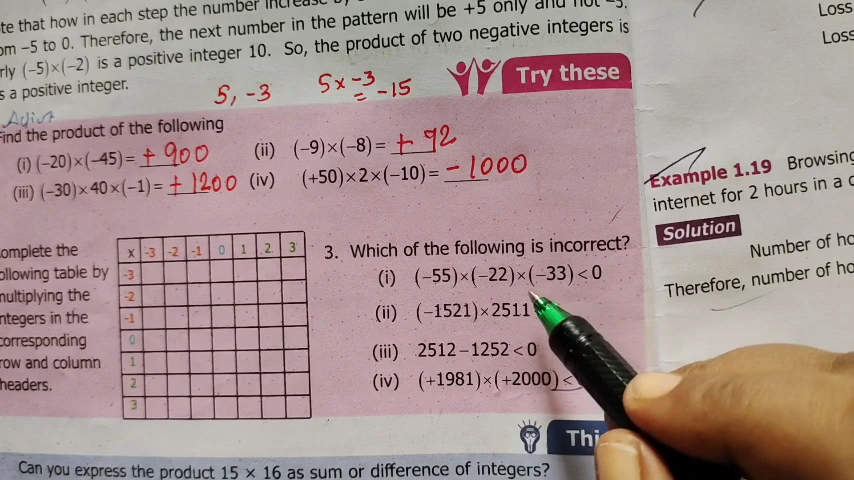 te that how in each step the number increase by
om −5 to 0. Therefore, the next number in the pattern will be +5 only and not −5.
rly (−5)×(−2) is a positive integer 10. So, the product of two negative integers is
s a positive integer.
5, -3
5x-3
= -15
Try these
Find the product of the following
(i) (−20)×(−45)= +900
(ii) (−9)×(−8)= +92
(iii) (−30)×40×(−1)= +1200
(iv) (+50)×2×(−10)= -1000
omplete the
ollowing table by
multiplying the
ntegers in the
corresponding
row and column
headers.
x -3 -2 -1 0 1 2 3
-3
-2
-1
0
1
2
3
3. Which of the following is incorrect?
(i) (−55)×(−22)×(−33)<0
(ii) (−1521)×2511
(iii) 2512−1252<0
(iv) (+1981)×(+2000)<
Thi
Can you express the product 15 × 16 as sum or difference of integers?
Loss
Loss
Example 1.19 Browsing
internet for 2 hours in a
Solution
Number of ho
Therefore, number of ho